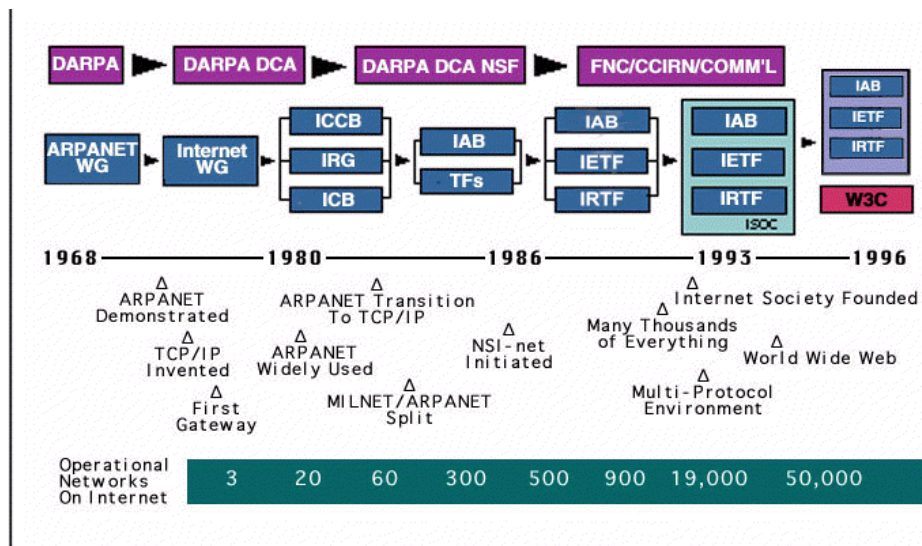 DARPA
DARPA DCA
DARPA DCA NSF
FNC/CCIRN/COMM'L
ARPANET
WG
Internet
WG
ICCB
IRG
ICB
IAB
TFs
IAB
IETF
IRTF
IAB
IETF
IRTF
ISOC
IAB
IETF
IRTF
W3C
1968
1980
1986
1993
1996
ARPANET
Demonstrated
TCP/IP
Invented
First
Gateway
ARPANET
Widely Used
ARPANET Transition
To TCP/IP
MILNET/ARPANET
Split
NSI-net
Initiated
Many Thousands
of Everything
Internet Society Founded
World Wide Web
Multi-Protocol
Environment
Operational
Networks
On Internet
3 20 60 300 500 900 19,000 50,000